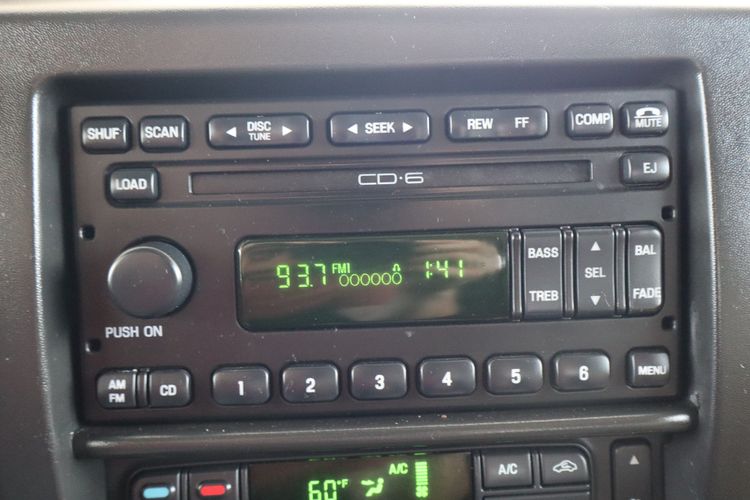 SHUF SCAN ◄ DISC ► ◄ SEEK ► REW FF COMP MUTE
TUNE
LOAD CD·6 EJ
93.7 FM1 1:41
BASS SEL BAL
TREB FADE
PUSH ON
AM
FM
CD 1 2 3 4 5 6 MENU
60°F A/C A/C